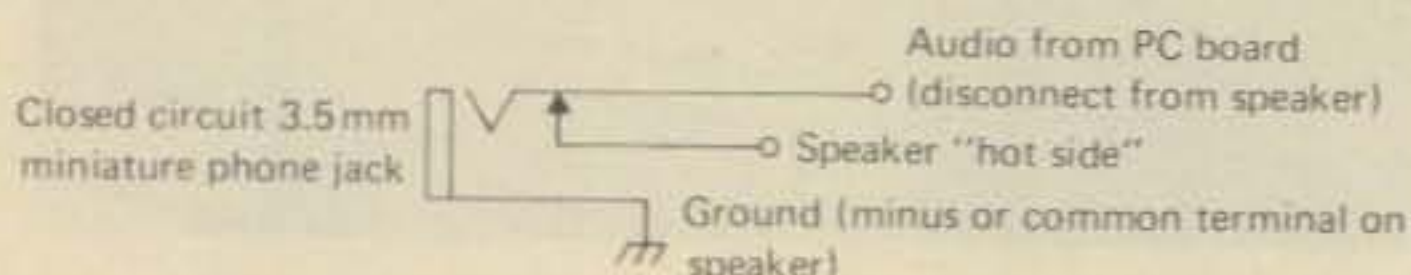 Audio from PC board
(disconnect from speaker)
Closed circuit 3.5mm
miniature phone jack
Speaker "hot side"
Ground (minus or common terminal on
speaker)